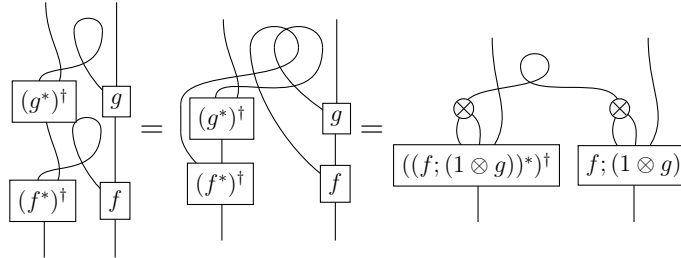 (g*)† g = (g*)† g = ⊗ ⊗
(f*)† f (f*)† f ((f; (1 ⊗ g))*)† f; (1 ⊗ g)